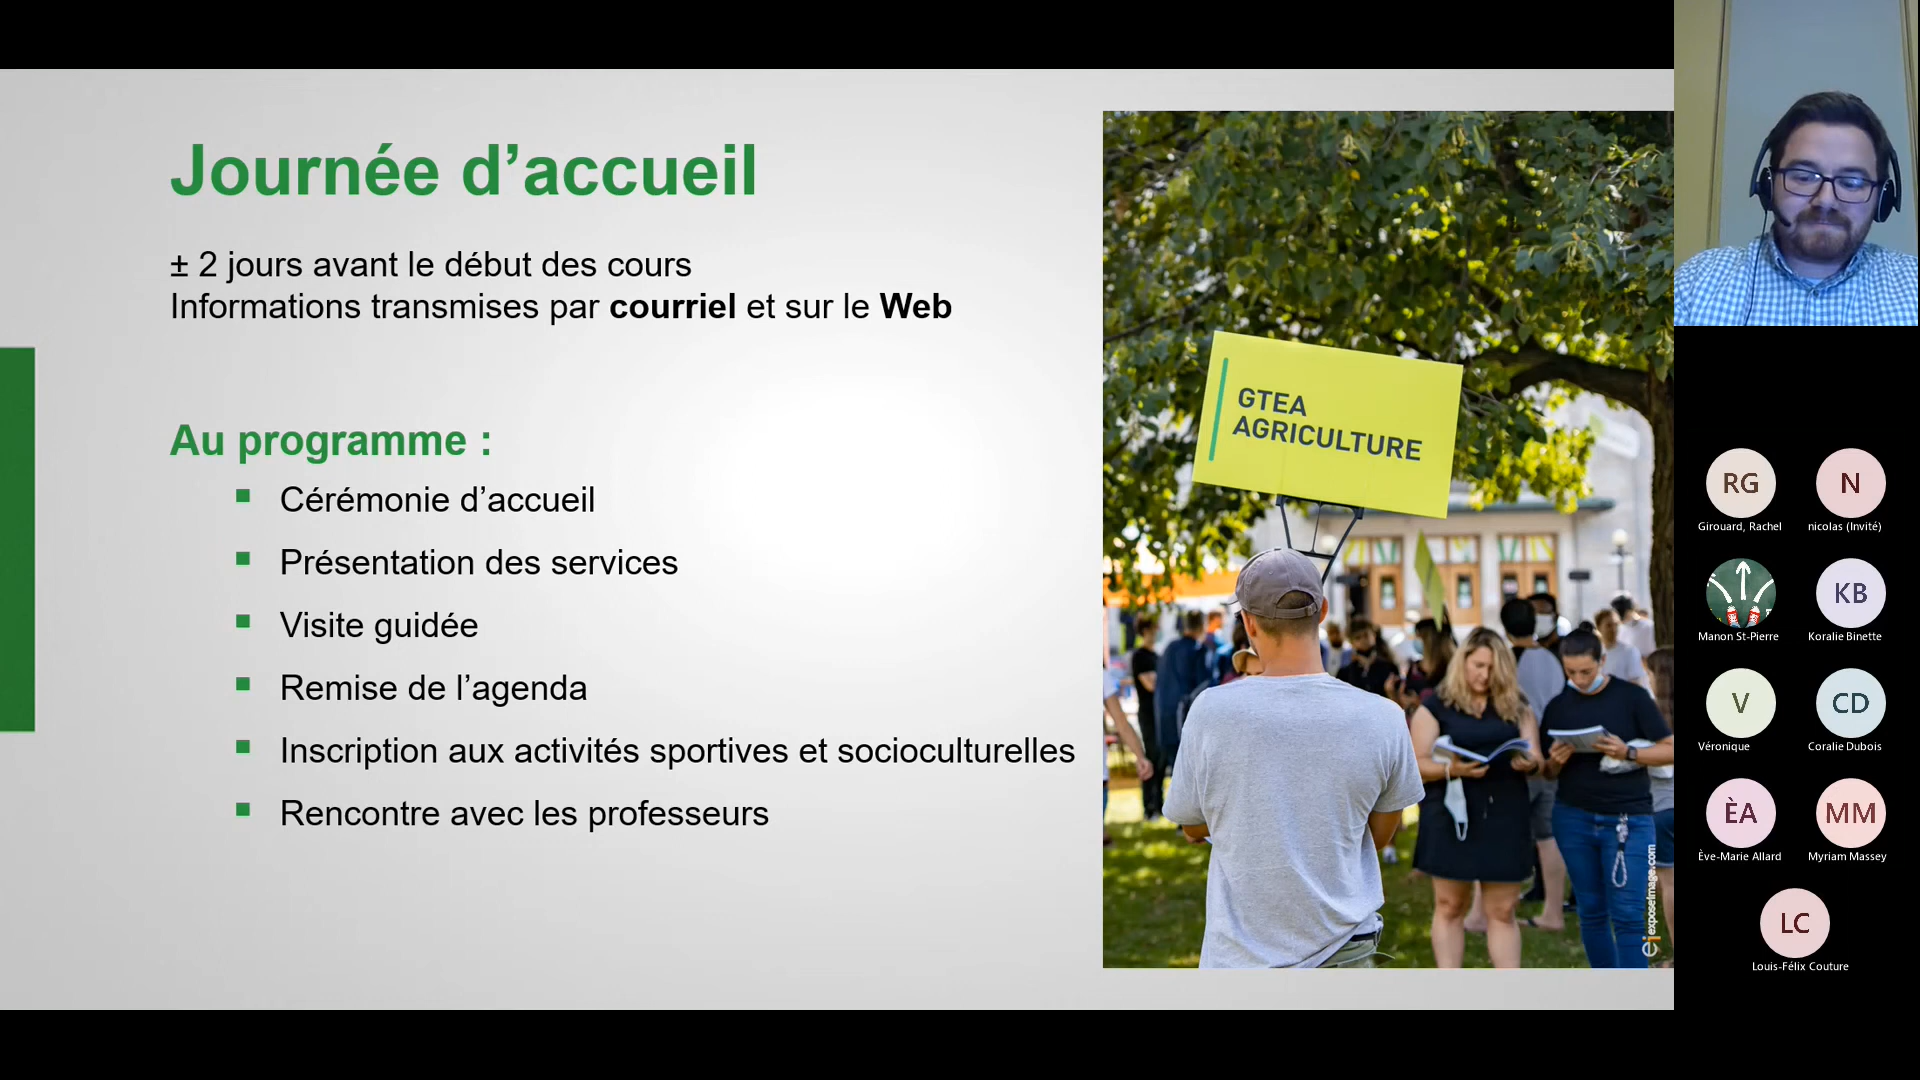 Journée d’accueil
± 2 jours avant le début des cours
Informations transmises par courriel et sur le Web
Au programme :
Cérémonie d’accueil
Présentation des services
Visite guidée
Remise de l’agenda
Inscription aux activités sportives et socioculturelles
Rencontre avec les professeurs
GTEA
AGRICULTURE
ei exposeimage.com
RG
Girouard, Rachel
N
nicolas (Invité)
Manon St-Pierre
KB
Koralie Binette
V
Véronique
CD
Coralie Dubois
ÈA
Ève-Marie Allard
MM
Myriam Massey
LC
Louis-Félix Couture